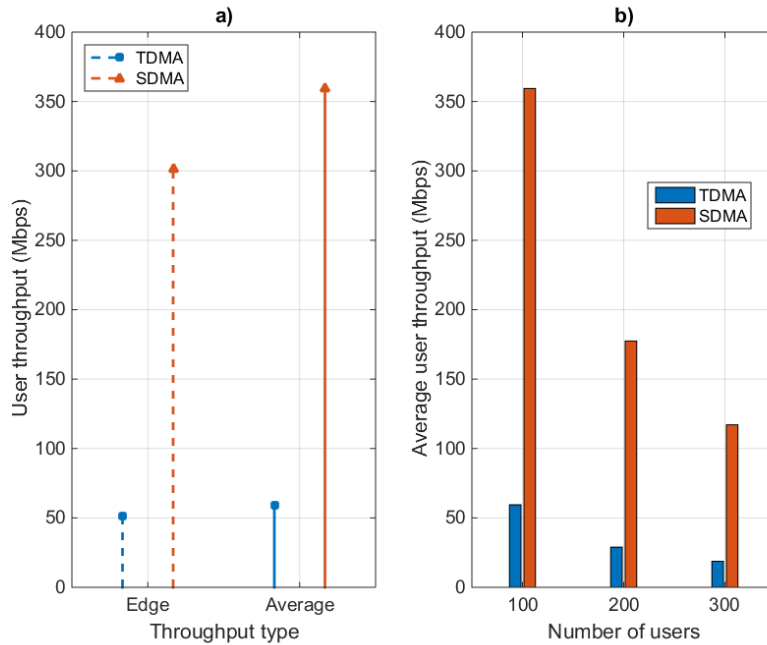 a)
TDMA
SDMA
User throughput (Mbps)
400
350
300
250
200
150
100
50
0
Edge
Average
Throughput type
b)
TDMA
SDMA
Average user throughput (Mbps)
400
350
300
250
200
150
100
50
0
100
200
300
Number of users